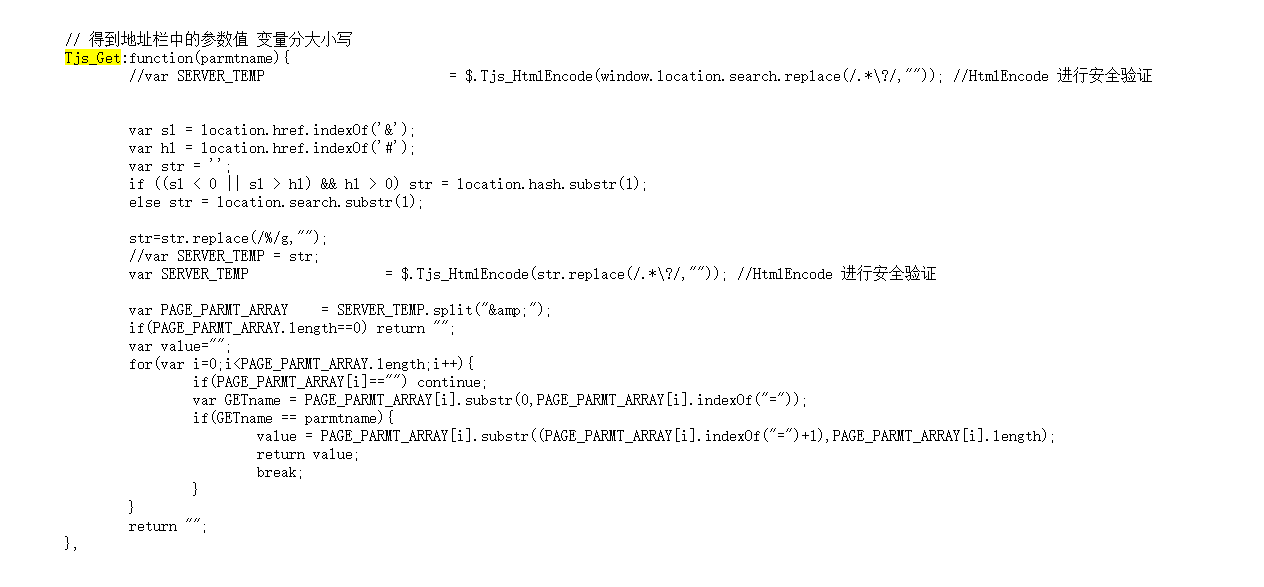 // 得到地址栏中的参数值 变量分大小写
Tjs_Get:function(parmtname){
//var SERVER_TEMP = $.Tjs_HtmlEncode(window.location.search.replace(/.*\?/,"")); //HtmlEncode 进行安全验证
var s1 = location.href.indexOf('&');
var h1 = location.href.indexOf('#');
var str = '';
if ((s1 < 0 || s1 > h1) && h1 > 0) str = location.hash.substr(1);
else str = location.search.substr(1);
str=str.replace(/%/g,"");
//var SERVER_TEMP = str;
var SERVER_TEMP = $.Tjs_HtmlEncode(str.replace(/.*\?/,"")); //HtmlEncode 进行安全验证
var PAGE_PARMT_ARRAY = SERVER_TEMP.split("&amp;");
if(PAGE_PARMT_ARRAY.length==0) return "";
var value="";
for(var i=0;i<PAGE_PARMT_ARRAY.length;i++){
if(PAGE_PARMT_ARRAY[i]=="") continue;
var GETname = PAGE_PARMT_ARRAY[i].substr(0,PAGE_PARMT_ARRAY[i].indexOf("="));
if(GETname == parmtname){
value = PAGE_PARMT_ARRAY[i].substr((PAGE_PARMT_ARRAY[i].indexOf("=")+1),PAGE_PARMT_ARRAY[i].length);
return value;
break;
}
}
return "";
},